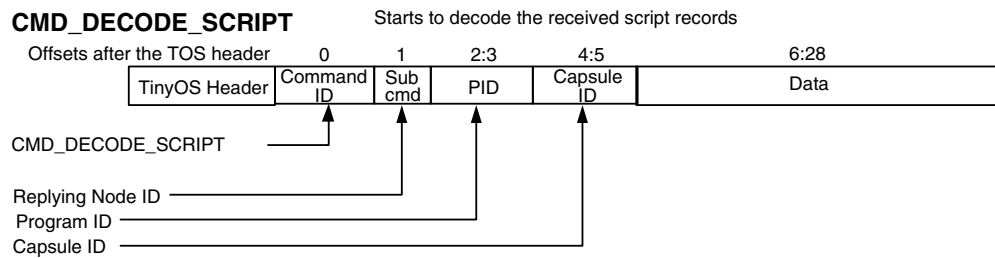 CMD_DECODE_SCRIPT Starts to decode the received script records
Offsets after the TOS header 0 1 2:3 4:5 6:28
TinyOS Header Command ID Sub cmd PID Capsule ID Data
CMD_DECODE_SCRIPT
Replying Node ID
Program ID
Capsule ID